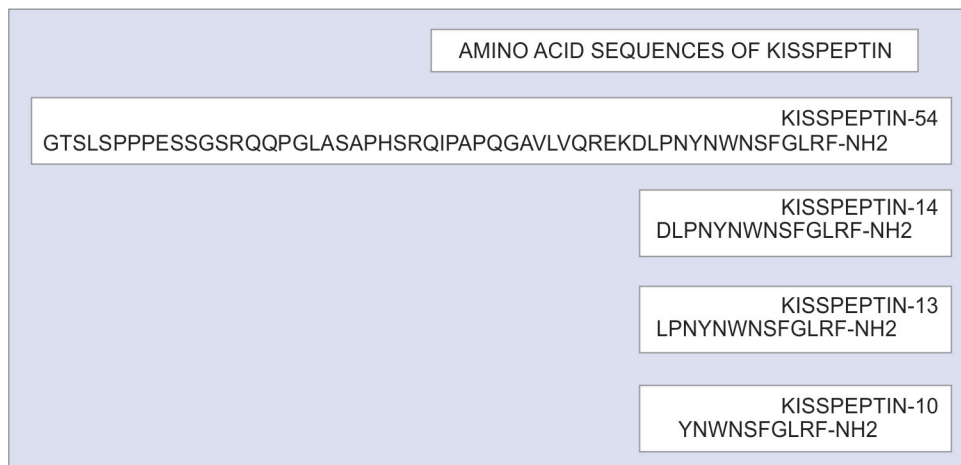 AMINO ACID SEQUENCES OF KISSPEPTIN
KISSPEPTIN-54
GTSLSPPPESSGSRQQPGLASAPHSRQIPAPQGAVLVQREKDLPNYNWNSFGLRF-NH2
KISSPEPTIN-14
DLPNYNWNSFGLRF-NH2
KISSPEPTIN-13
LPNYNWNSFGLRF-NH2
KISSPEPTIN-10
YNWNSFGLRF-NH2